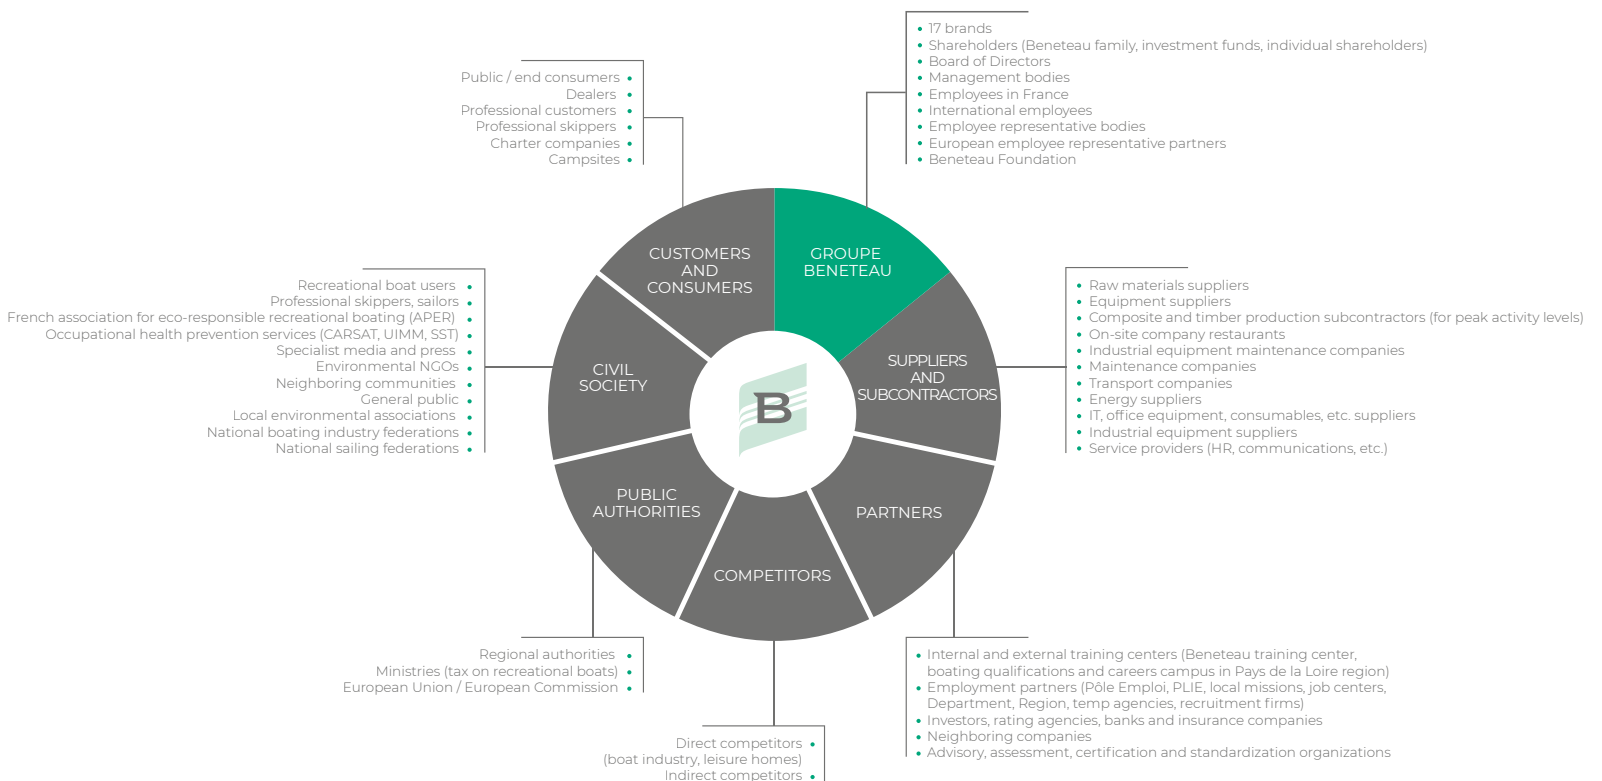 17 brands
Shareholders (Beneteau family, investment funds, individual shareholders)
Board of Directors
Management bodies
Employees in France
International employees
Employee representative bodies
European employee representative partners
Beneteau Foundation
Public / end consumers
Dealers
Professional customers
Professional skippers
Charter companies
Campsites
CUSTOMERS
AND
CONSUMERS
GROUPE
BENETEAU
Recreational boat users
Professional skippers, sailors
French association for eco-responsible recreational boating (APER)
Occupational health prevention services (CARSAT, UIMM, SST)
Specialist media and press
Environmental NGOs
Neighboring communities
General public
Local environmental associations
National boating industry federations
National sailing federations
CIVIL
SOCIETY
B
SUPPLIERS
AND
SUBCONTRACTORS
Raw materials suppliers
Equipment suppliers
Composite and timber production subcontractors (for peak activity levels)
On-site company restaurants
Industrial equipment maintenance companies
Maintenance companies
Transport companies
Energy suppliers
IT, office equipment, consumables, etc. suppliers
Industrial equipment suppliers
Service providers (HR, communications, etc.)
PUBLIC
AUTHORITIES
PARTNERS
COMPETITORS
Regional authorities
Ministries (tax on recreational boats)
European Union / European Commission
Internal and external training centers (Beneteau training center,
boating qualifications and careers campus in Pays de la Loire region)
Employment partners (Pôle Emploi, PLIE, local missions, job centers,
Department, Region, temp agencies, recruitment firms)
Investors, rating agencies, banks and insurance companies
Neighboring companies
Advisory, assessment, certification and standardization organizations
Direct competitors
(boat industry, leisure homes)
Indirect competitors